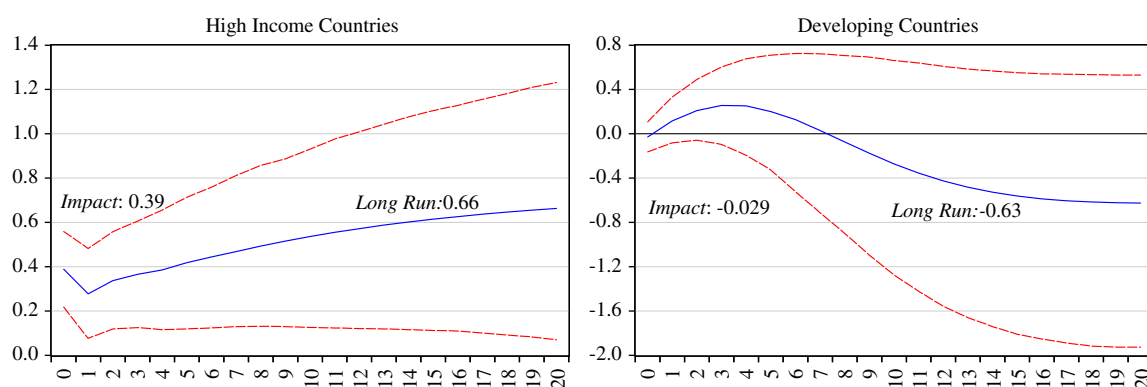 High Income Countries
1.4
1.2
1.0
0.8
0.6
0.4
0.2
0.0
Impact: 0.39
Long Run:0.66
0 1 2 3 4 5 6 7 8 9 10 11 12 13 14 15 16 17 18 19 20
Developing Countries
0.8
0.4
0.0
-0.4
-0.8
-1.2
-1.6
-2.0
Impact: -0.029
Long Run:-0.63
0 1 2 3 4 5 6 7 8 9 10 11 12 13 14 15 16 17 18 19 20